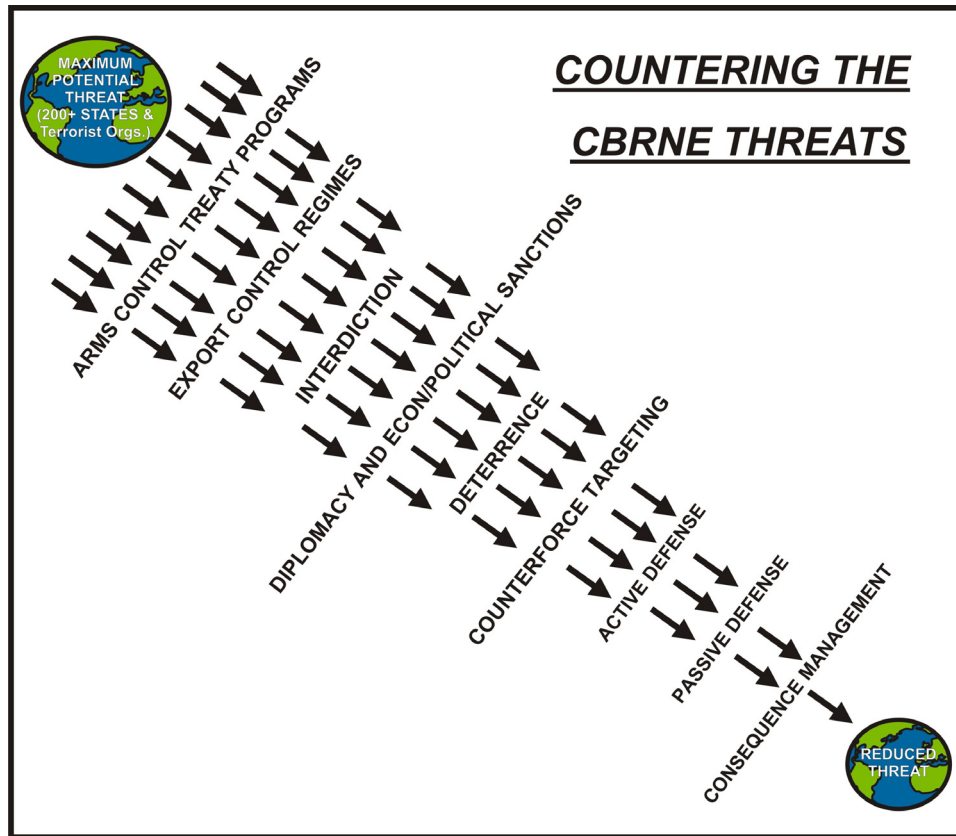 MAXIMUM
POTENTIAL
THREAT
(200+ STATES &
Terrorist Orgs.)
COUNTERING THE
CBRNE THREATS
ARMS CONTROL TREATY PROGRAMS
EXPORT CONTROL REGIMES
INTERDICTION
DIPLOMACY AND ECON/POLITICAL SANCTIONS
DETERRENCE
COUNTERFORCE TARGETING
ACTIVE DEFENSE
PASSIVE DEFENSE
CONSEQUENCE MANAGEMENT
REDUCED
THREAT